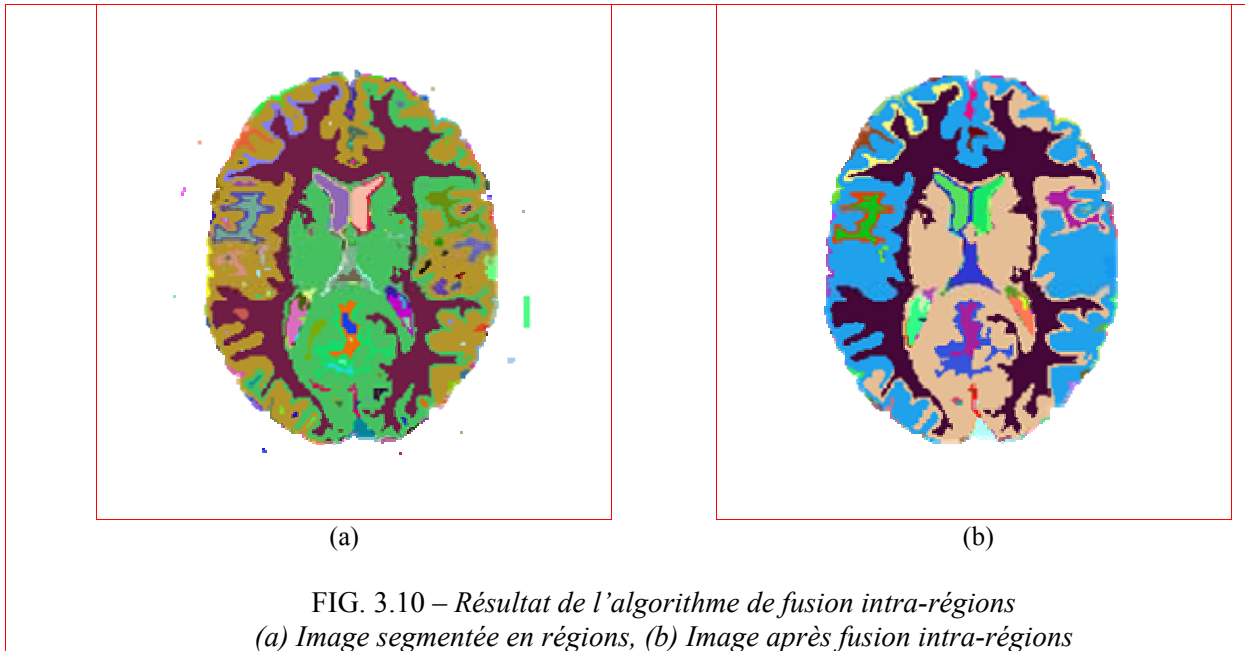 (a)
(b)
FIG. 3.10 – Résultat de l’algorithme de fusion intra-régions
(a) Image segmentée en régions, (b) Image après fusion intra-régions